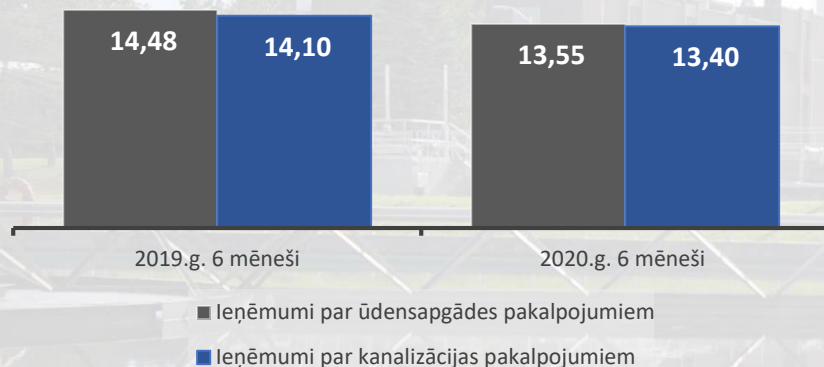 14,48 14,10 13,55 13,40
2019.g. 6 mēneši 2020.g. 6 mēneši
Ieņēmumi par ūdensapgādes pakalpojumiem
Ieņēmumi par kanalizācijas pakalpojumiem